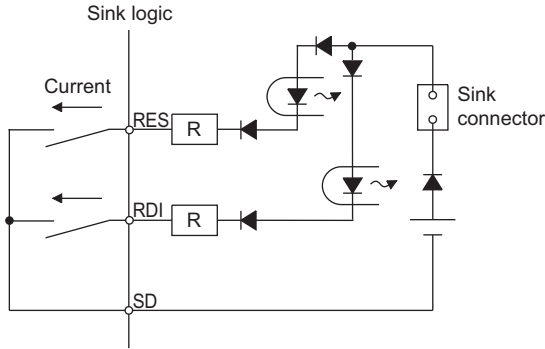 Sink logic
Current
RES
R
Sink
connector
RDI
R
SD